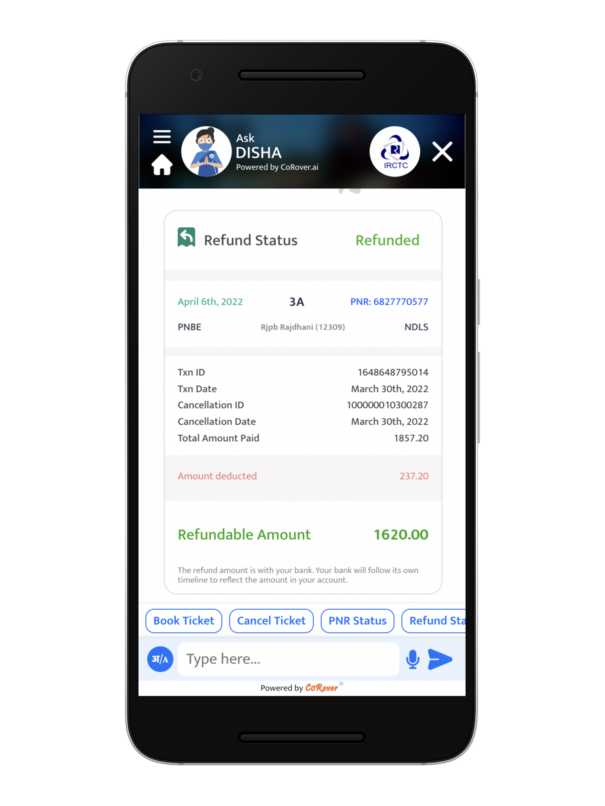 Ask
DISHA
Powered by CoRover.ai
IRCTC
Refund Status Refunded
April 6th, 2022 3A PNR: 6827770577
PNBE Rjpb Rajdhani (12309) NDLS
Txn ID 1648648795014
Txn Date March 30th, 2022
Cancellation ID 100000010300287
Cancellation Date March 30th, 2022
Total Amount Paid 1857.20
Amount deducted 237.20
Refundable Amount 1620.00
The refund amount is with your bank. Your bank will follow its own
timeline to reflect the amount in your account.
Book Ticket Cancel Ticket PNR Status Refund Sta
अ/A Type here...
Powered by CoRover